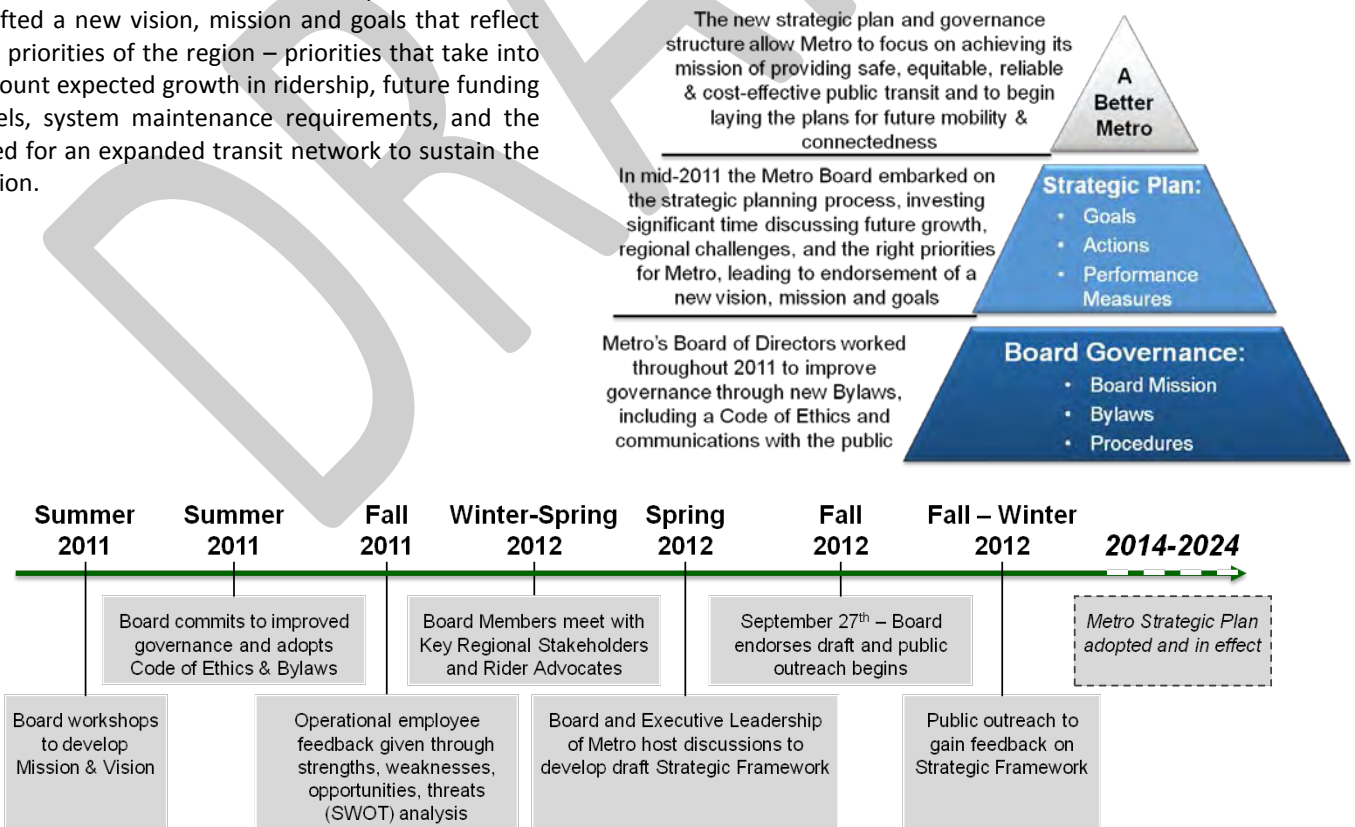 fted a new vision, mission and goals that reflect
priorities of the region – priorities that take into
ount expected growth in ridership, future funding
els, system maintenance requirements, and the
ed for an expanded transit network to sustain the
ion.
DRA
The new strategic plan and governance
structure allow Metro to focus on achieving its
mission of providing safe, equitable, reliable
& cost-effective public transit and to begin
laying the plans for future mobility &
connectedness
A
Better
Metro
In mid-2011 the Metro Board embarked on
the strategic planning process, investing
significant time discussing future growth,
regional challenges, and the right priorities
for Metro, leading to endorsement of a
new vision, mission and goals
Strategic Plan:
• Goals
• Actions
• Performance
Measures
Metro's Board of Directors worked
throughout 2011 to improve
governance through new Bylaws,
including a Code of Ethics and
communications with the public
Board Governance:
• Board Mission
• Bylaws
• Procedures
Summer
2011
Summer
2011
Fall
2011
Winter-Spring
2012
Spring
2012
Fall
2012
Fall – Winter
2012
2014-2024
Board commits to improved
governance and adopts
Code of Ethics & Bylaws
Board Members meet with
Key Regional Stakeholders
and Rider Advocates
September 27th – Board
endorses draft and public
outreach begins
Metro Strategic Plan
adopted and in effect
Board workshops
to develop
Mission & Vision
Operational employee
feedback given through
strengths, weaknesses,
opportunities, threats
(SWOT) analysis
Board and Executive Leadership
of Metro host discussions to
develop draft Strategic Framework
Public outreach to
gain feedback on
Strategic Framework